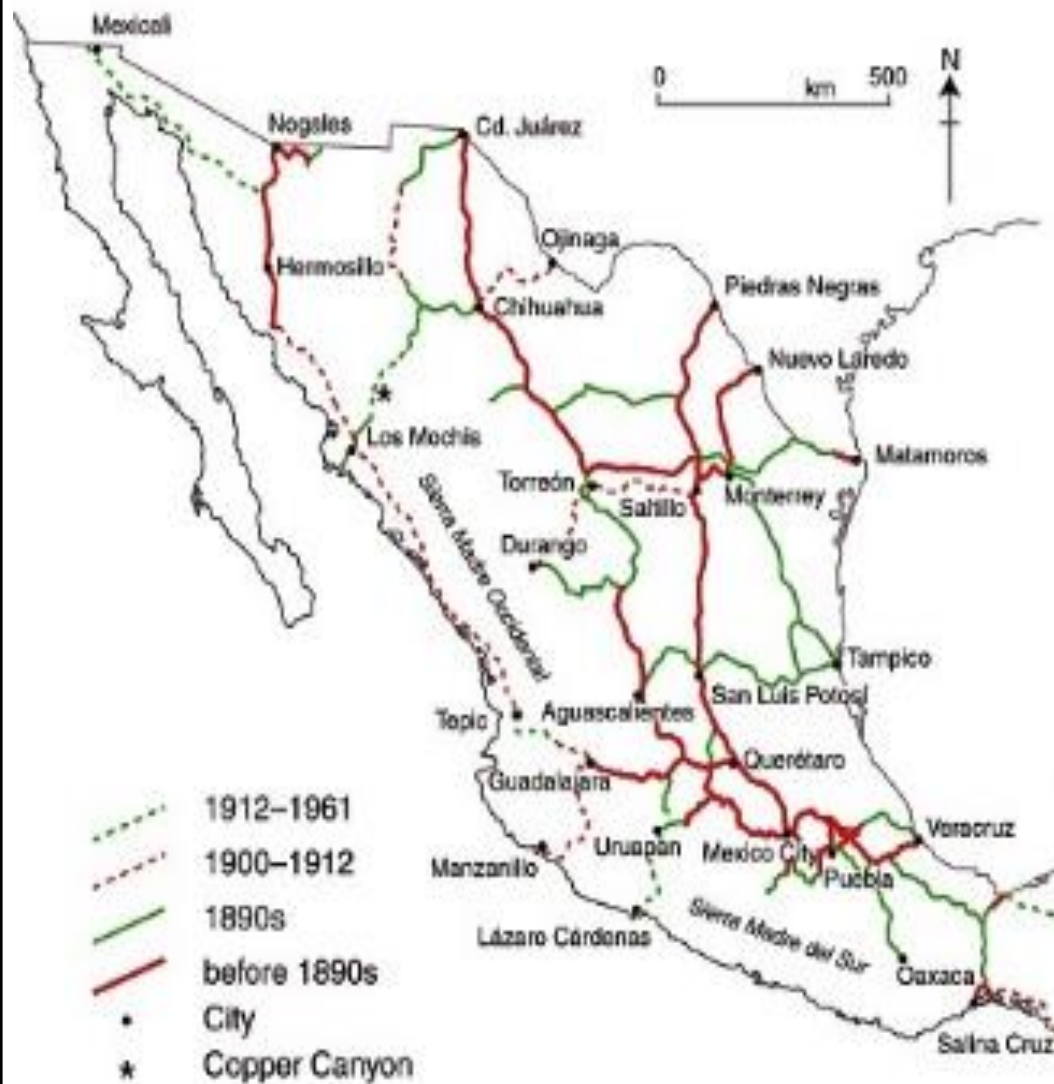 Mexicali
0 500
km
N
Nogales
Cd. Juárez
Ojinaga
Hermosillo
Chihuahua
Piedras Negras
Nuevo Laredo
Los Mochis
Matamoros
Torreón
Saltillo
Monterrey
Sierra Madre Occidental
Durango
Tampico
San Luis Potosí
Tepic
Aguascalientes
Querétaro
Guadalajara
1912–1961
Veracruz
Uruapan
Mexico City
1900–1912
Manzanillo
Puebla
1890s
Sierra Madre del Sur
Lázaro Cárdenas
before 1890s
Oaxaca
City
Salina Cruz
Copper Canyon